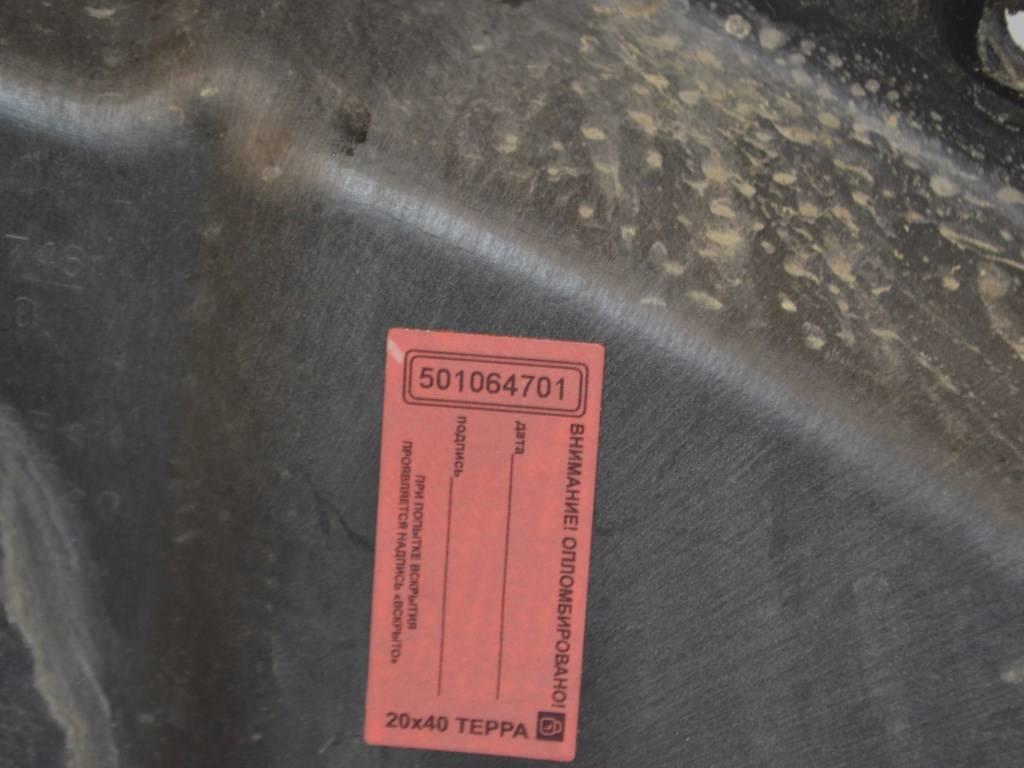 501064701
ВНИМАНИЕ! ОПЛОМБИРОВАНО!
дата
подпись
ПРИ ПОПЫТКЕ ВСКРЫТИЯ
ПРОЯВЛЯЕТСЯ НАДПИСЬ «ВСКРЫТО»
20x40 ТЕРРА